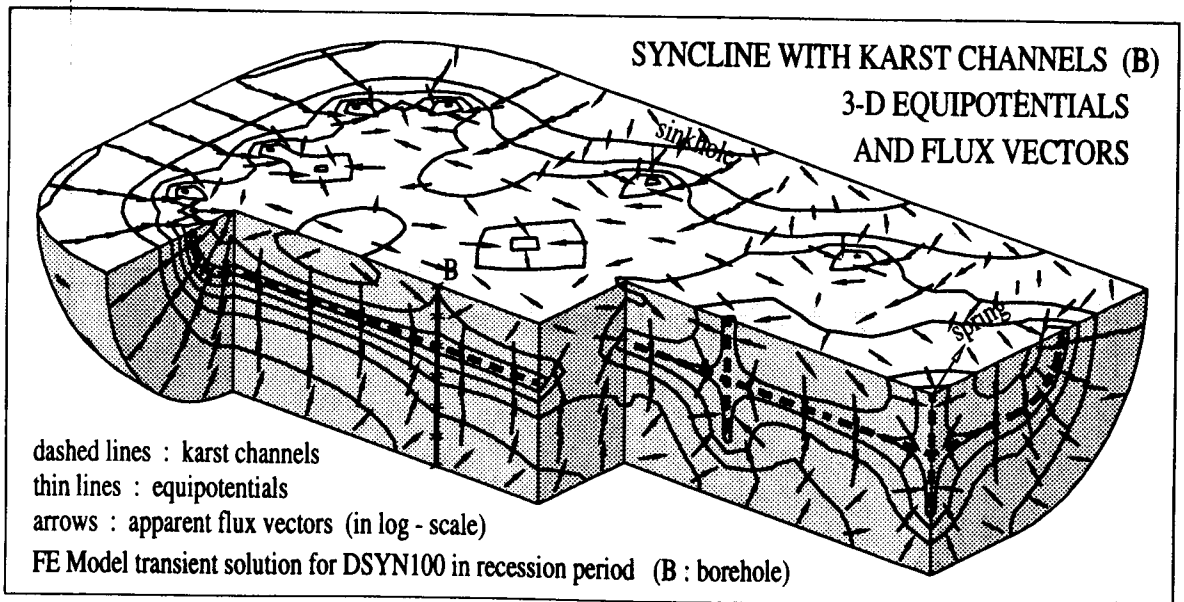 SYNCLINE WITH KARST CHANNELS (B)
3-D EQUIPOTENTIALS
AND FLUX VECTORS
sinkhole
B
spring
dashed lines : karst channels
thin lines : equipotentials
arrows : apparent flux vectors (in log - scale)
FE Model transient solution for DSYN100 in recession period (B : borehole)